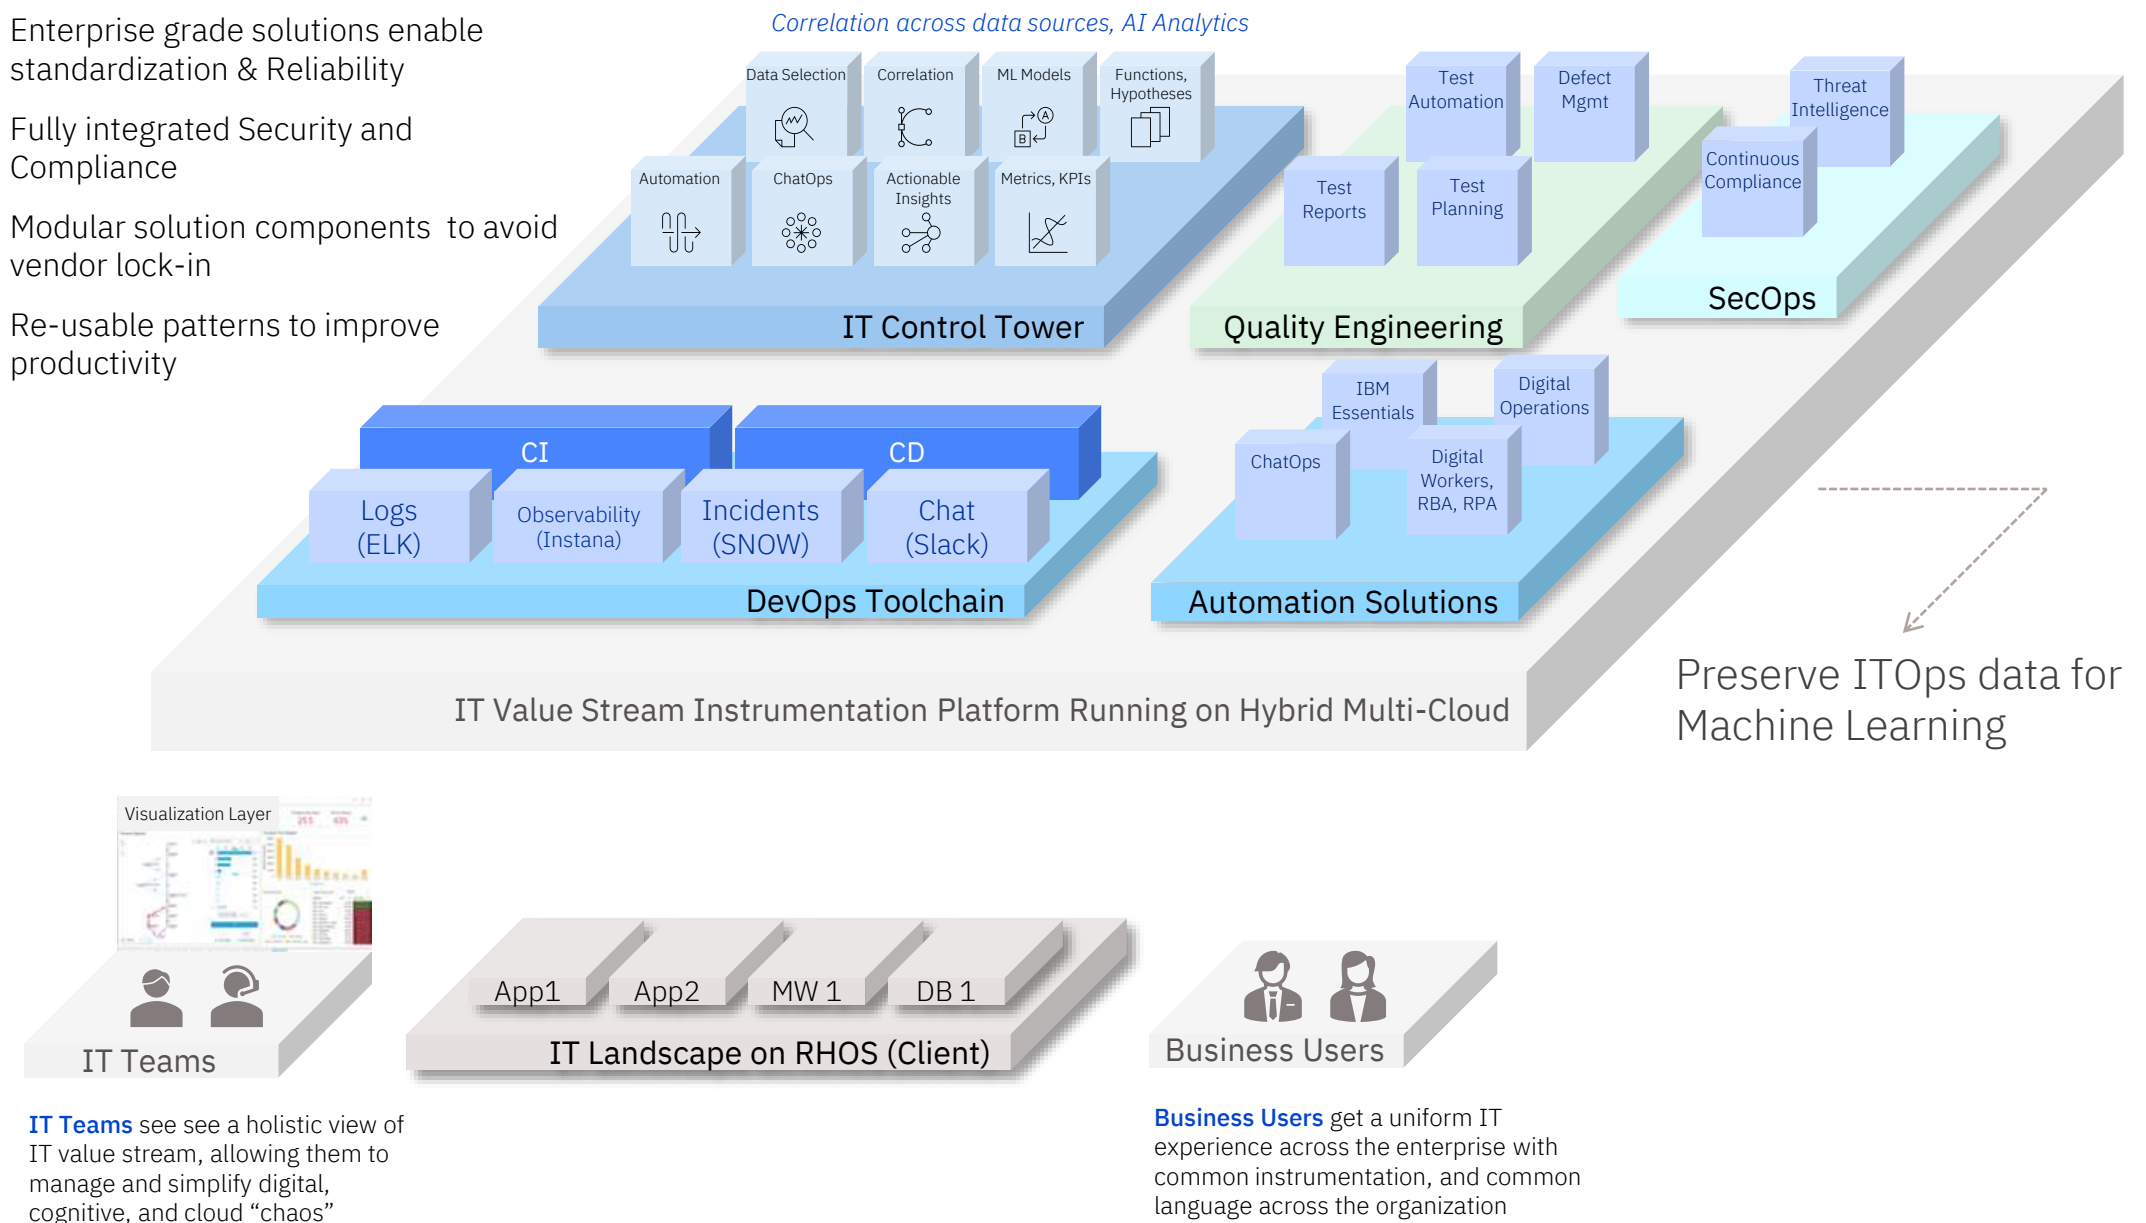 Enterprise grade solutions enable
standardization & Reliability
Fully integrated Security and
Compliance
Modular solution components  to avoid
vendor lock-in
Re-usable patterns to improve
productivity
Correlation across data sources, AI Analytics
Data Selection
Correlation
ML Models
A
B
Functions,
Hypotheses
Automation
ChatOps
Actionable
Insights
Metrics, KPIs
IT Control Tower
Test
Automation
Defect
Mgmt
Test
Reports
Test
Planning
Quality Engineering
Threat
Intelligence
Continuous
Compliance
SecOps
CI
CD
Logs
(ELK)
Observability
(Instana)
Incidents
(SNOW)
Chat
(Slack)
DevOps Toolchain
IBM
Essentials
Digital
Operations
ChatOps
Digital
Workers,
RBA, RPA
Automation Solutions
IT Value Stream Instrumentation Platform Running on Hybrid Multi-Cloud
Preserve ITOps data for
Machine Learning
Visualization Layer
IT Teams
App1
App2
MW 1
DB 1
IT Landscape on RHOS (Client)
Business Users
IT Teams see see a holistic view of
IT value stream, allowing them to
manage and simplify digital,
cognitive, and cloud “chaos”
Business Users get a uniform IT
experience across the enterprise with
common instrumentation, and common
language across the organization